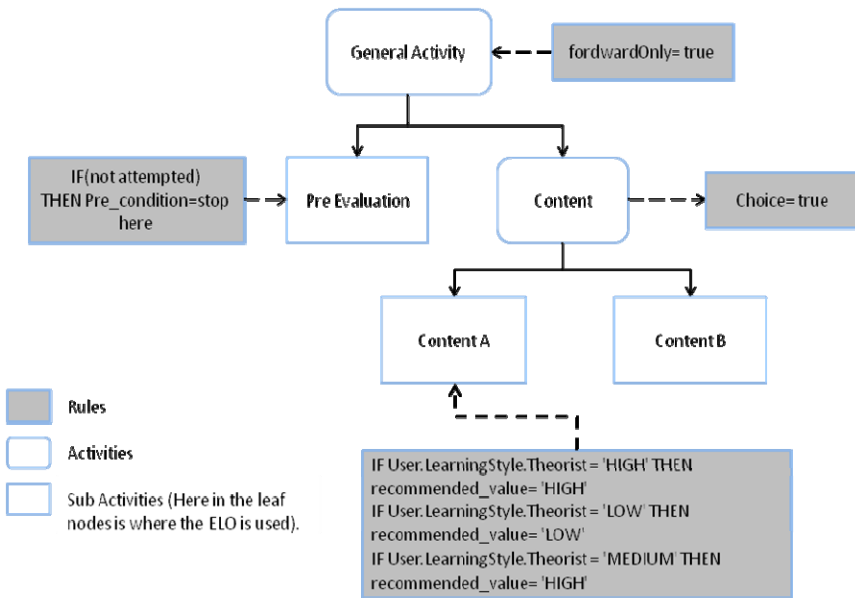 General Activity
fordwardOnly= true
IF(not attempted)
THEN Pre_condition=stop
here
Pre Evaluation
Content
Choice= true
Content A
Content B
Rules
Activities
Sub Activities (Here in the leaf
nodes is where the ELO is used).
IF User.LearningStyle.Theorist = 'HIGH' THEN
recommended_value= 'HIGH'
IF User.LearningStyle.Theorist = 'LOW' THEN
recommended_value= 'LOW'
IF User.LearningStyle.Theorist = 'MEDIUM' THEN
recommended_value= 'HIGH'